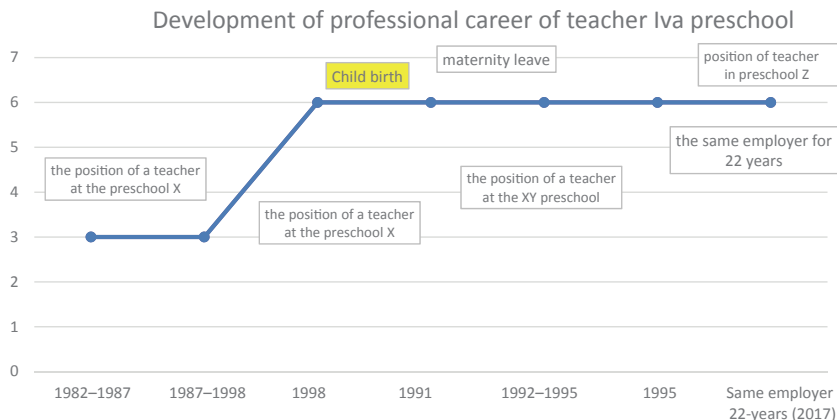 Development of professional career of teacher Iva preschool
7
6
5
4
3
2
1
0
Child birth
maternity leave
position of teacher
in preschool Z
the same employer for
22 years
the position of a teacher
at the preschool X
the position of a teacher
at the preschool X
the position of a teacher
at the XY preschool
1982–1987
1987–1998
1998
1991
1992–1995
1995
Same employer
22-years (2017)